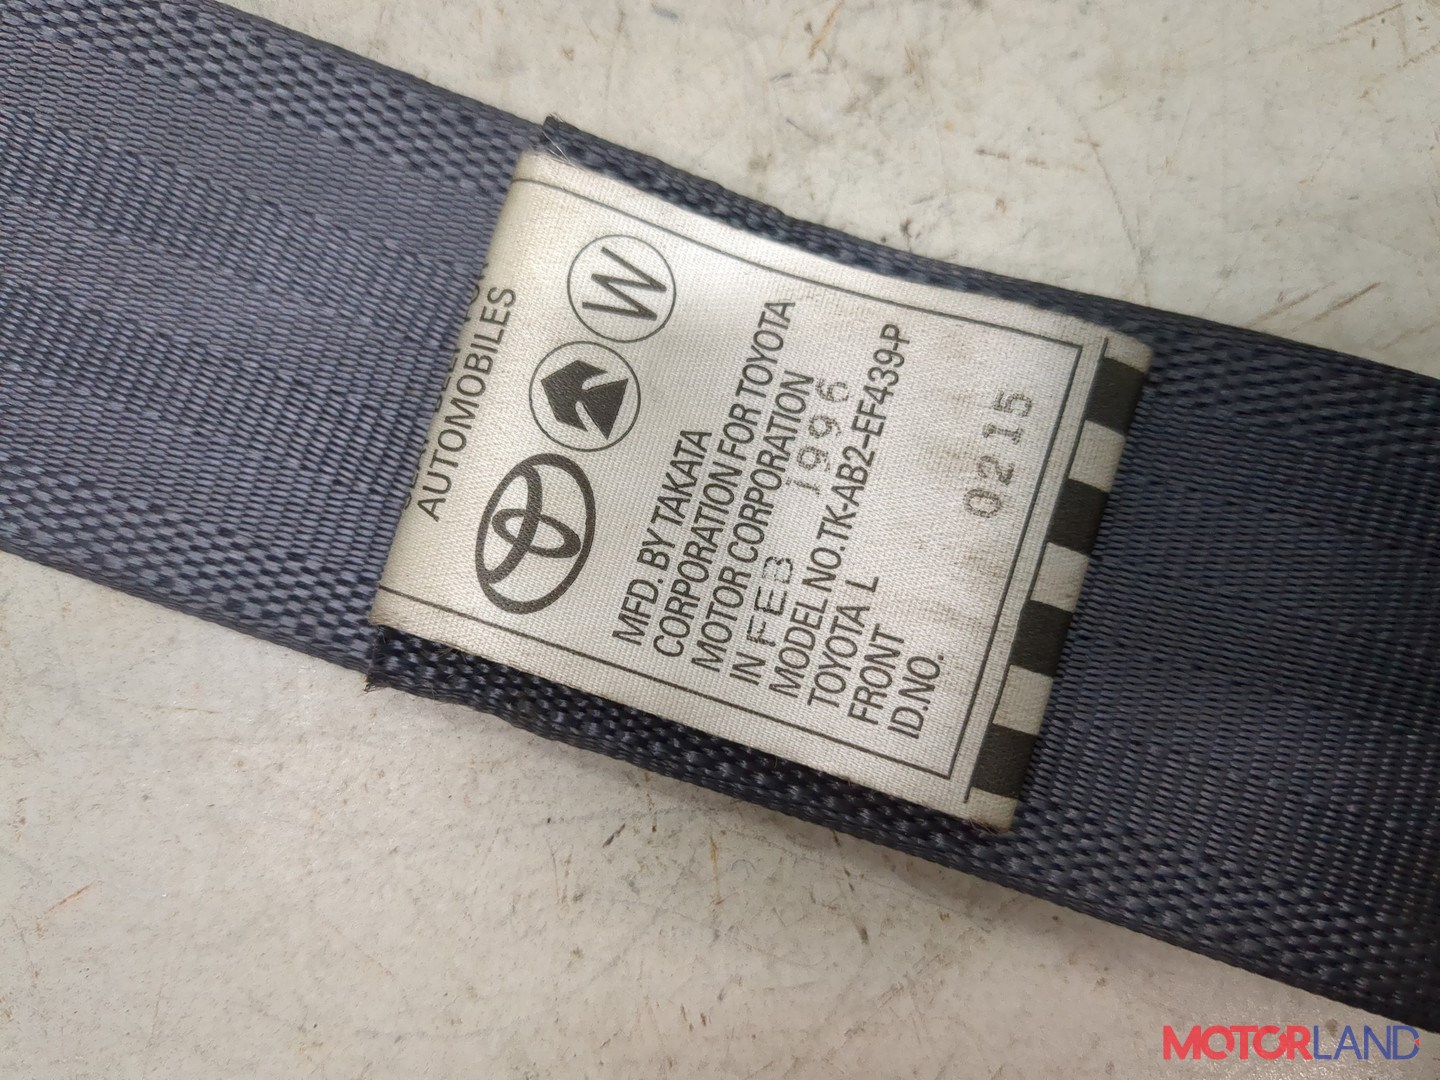 AUTOMOBILES
W
MFD. BY TAKATA
CORPORATION FOR TOYOTA
MOTOR CORPORATION
IN FEB 1996
MODEL NO.TK-AB2-EF439-P
TOYOTA L
FRONT
ID.NO.
0215
MOTORLAND